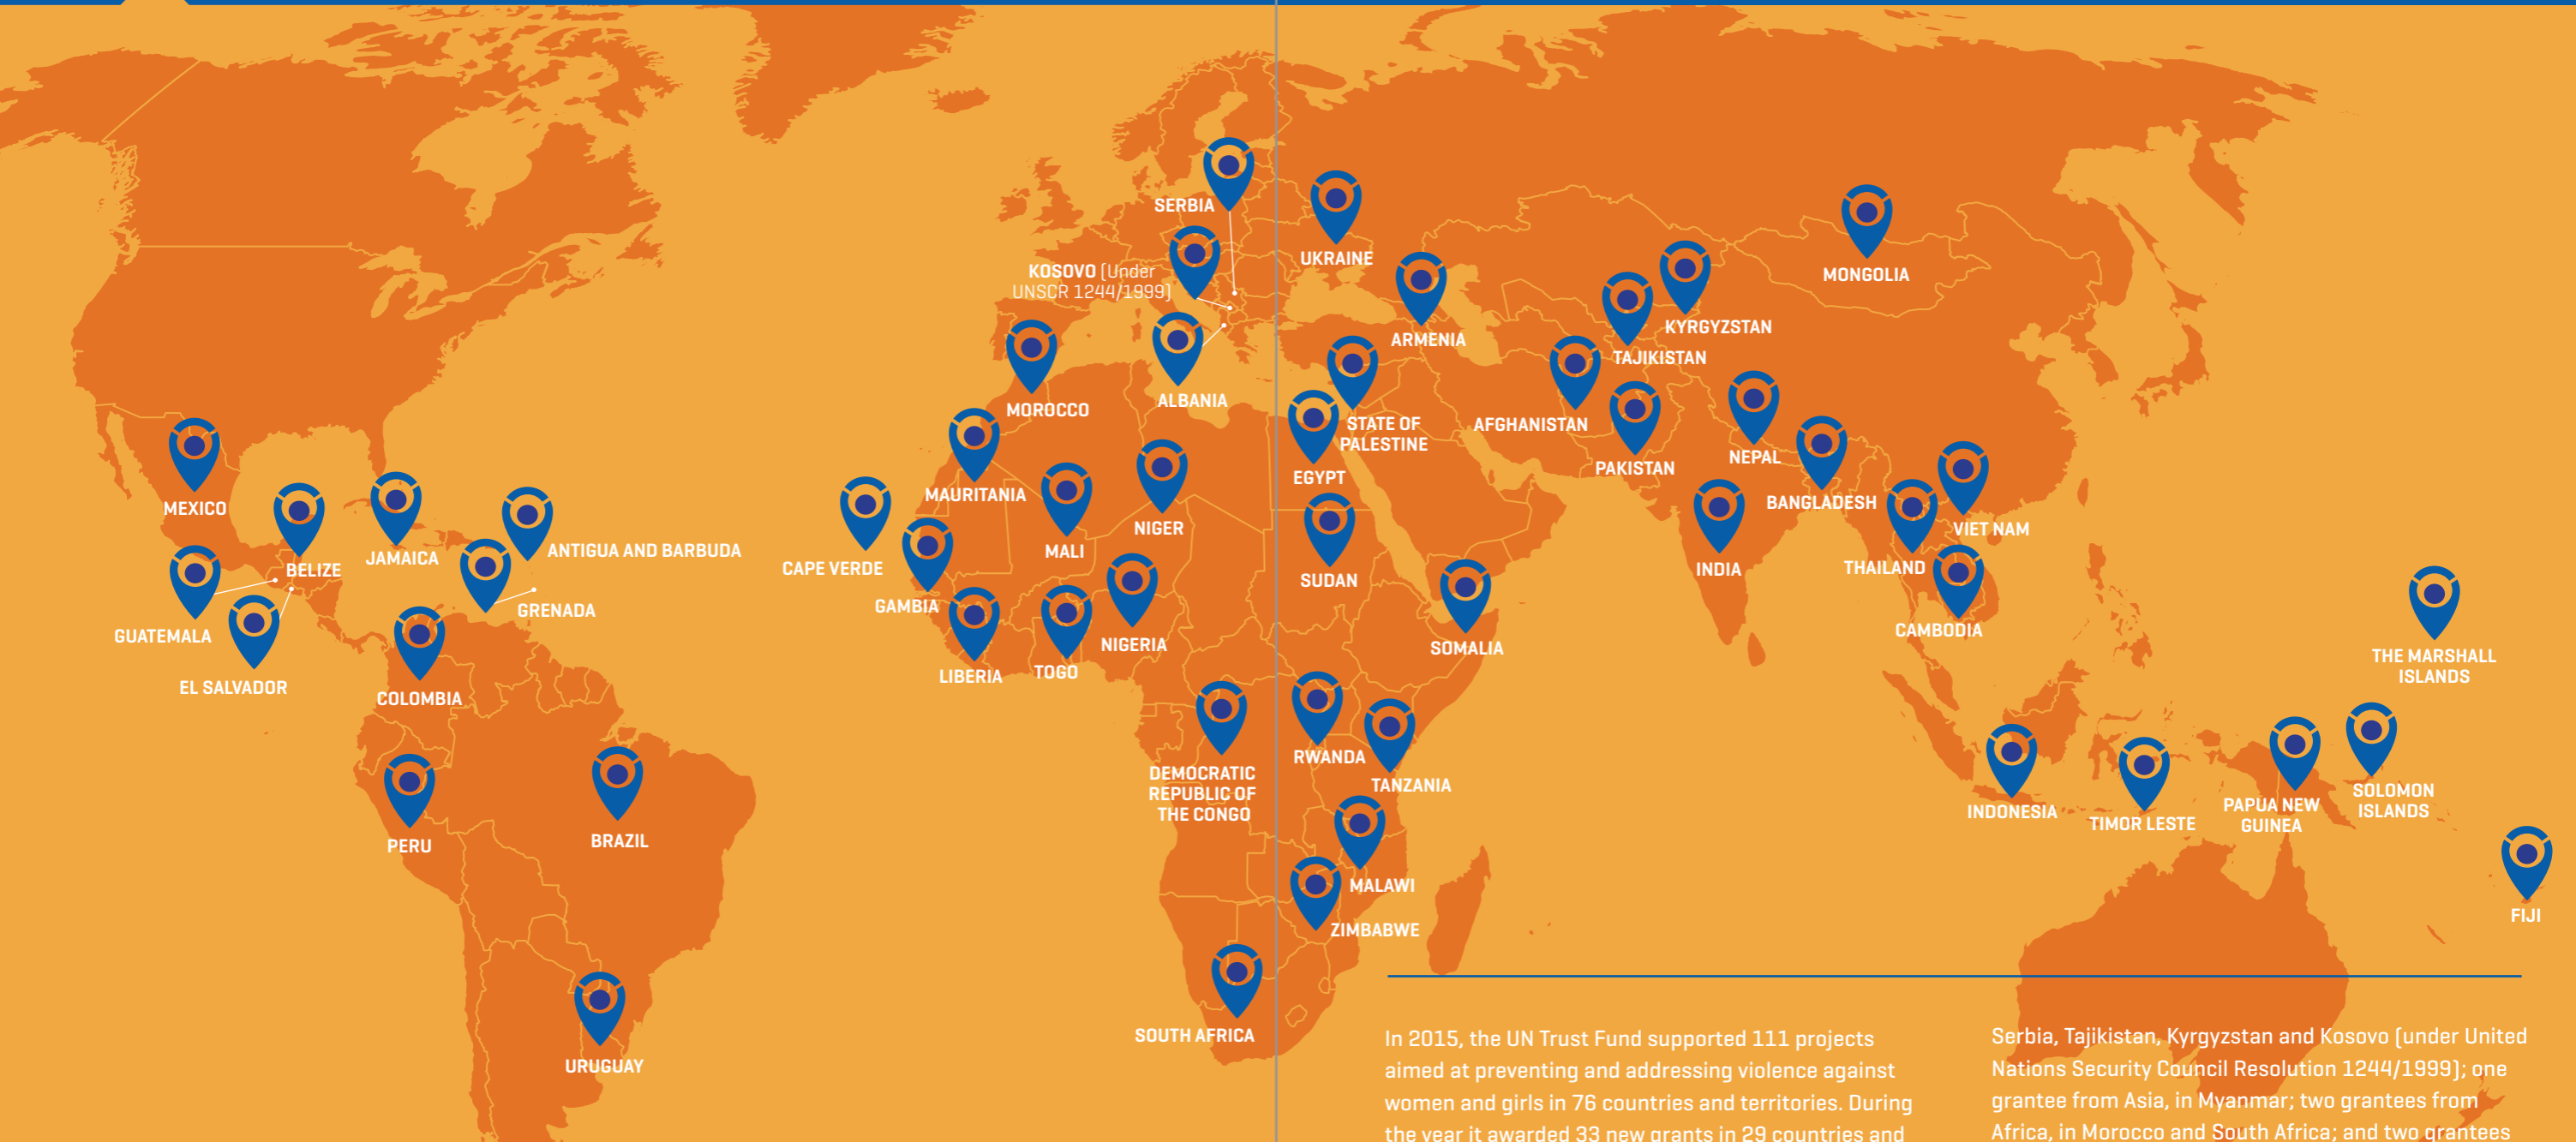 SERBIA
UKRAINE
KOSOVO (Under
UNSCR 1244/1999)
MONGOLIA
ARMENIA
KYRGYZSTAN
TAJIKISTAN
MOROCCO
ALBANIA
STATE OF
PALESTINE
AFGHANISTAN
PAKISTAN
NEPAL
EGYPT
MEXICO
MAURITANIA
NIGER
BANGLADESH
VIET NAM
JAMAICA
ANTIGUA AND BARBUDA
MALI
BELIZE
CAPE VERDE
SUDAN
INDIA
THAILAND
GRENADA
GAMBIA
GUATEMALA
NIGERIA
CAMBODIA
SOMALIA
LIBERIA
TOGO
THE MARSHALL
ISLANDS
EL SALVADOR
COLOMBIA
RWANDA
DEMOCRATIC
REPUBLIC OF
THE CONGO
TANZANIA
INDONESIA
TIMOR LESTE
PAPUA NEW
GUINEA
SOLOMON
ISLANDS
PERU
BRAZIL
MALAWI
FIJI
ZIMBABWE
SOUTH AFRICA
URUGUAY
In 2015, the UN Trust Fund supported 111 projects
aimed at preventing and addressing violence against
women and girls in 76 countries and territories. During
the year it awarded 33 new grants in 29 countries and
Serbia, Tajikistan, Kyrgyzstan and Kosovo (under United
Nations Security Council Resolution 1244/1999); one
grantee from Asia, in Myanmar; two grantees from
Africa, in Morocco and South Africa; and two grantees